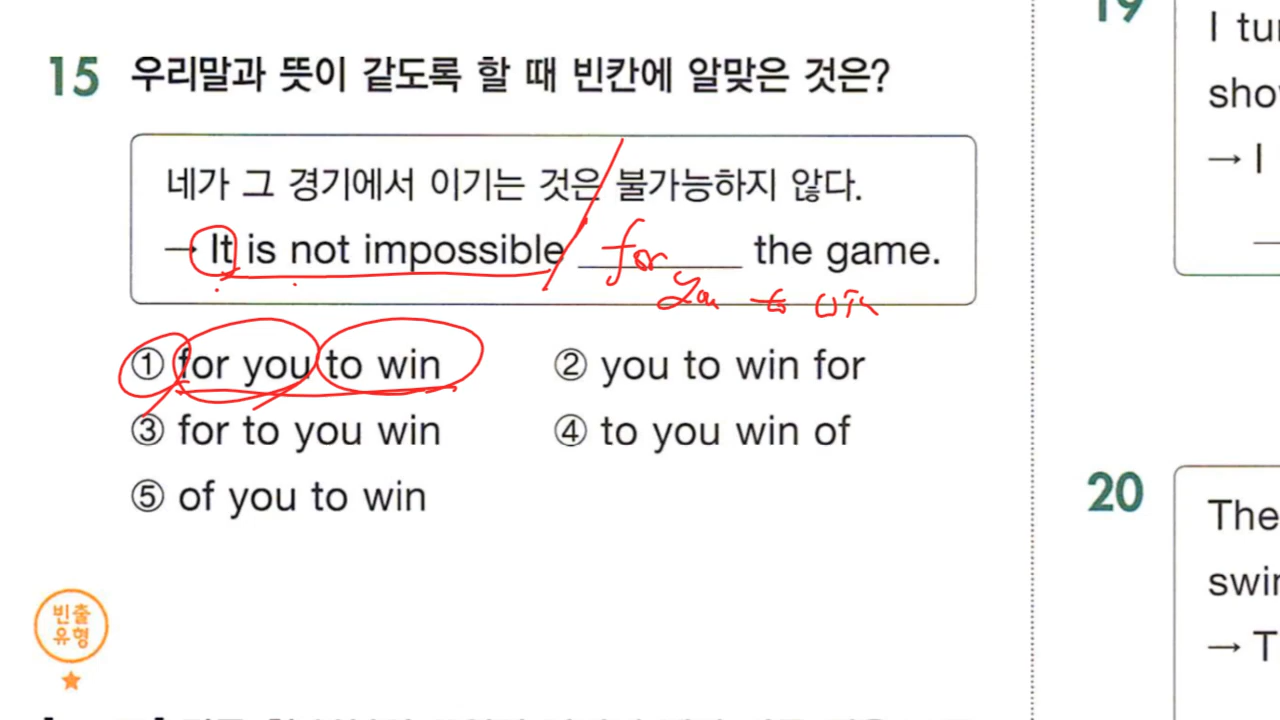 15 우리말과 뜻이 같도록 할 때 빈칸에 알맞은 것은?
네가 그 경기에서 이기는 것은 불가능하지 않다.
→ It is not impossible ________ the game.
for
you to win
① for you to win
② you to win for
③ for to you win
④ to you win of
⑤ of you to win
빈출
유형
19
I
sho
→ I
20
The
swi
→ T